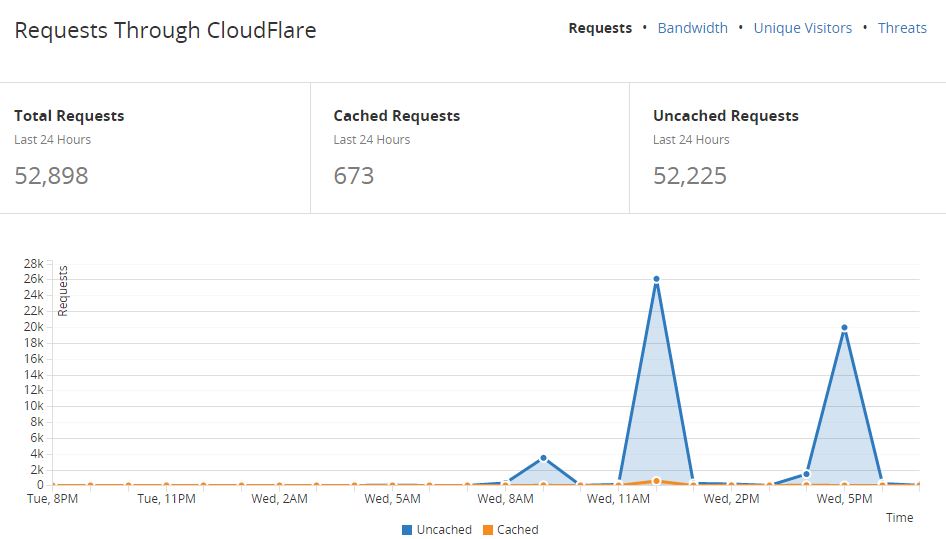 Requests Through CloudFlare
Requests • Bandwidth • Unique Visitors • Threats
Total Requests
Last 24 Hours
52,898
Cached Requests
Last 24 Hours
673
Uncached Requests
Last 24 Hours
52,225
Requests
28k
26k
24k
22k
20k
18k
16k
14k
12k
10k
8k
6k
4k
2k
0
Tue, 8PM
Tue, 11PM
Wed, 2AM
Wed, 5AM
Wed, 8AM
Wed, 11AM
Wed, 2PM
Wed, 5PM
Time
Uncached
Cached